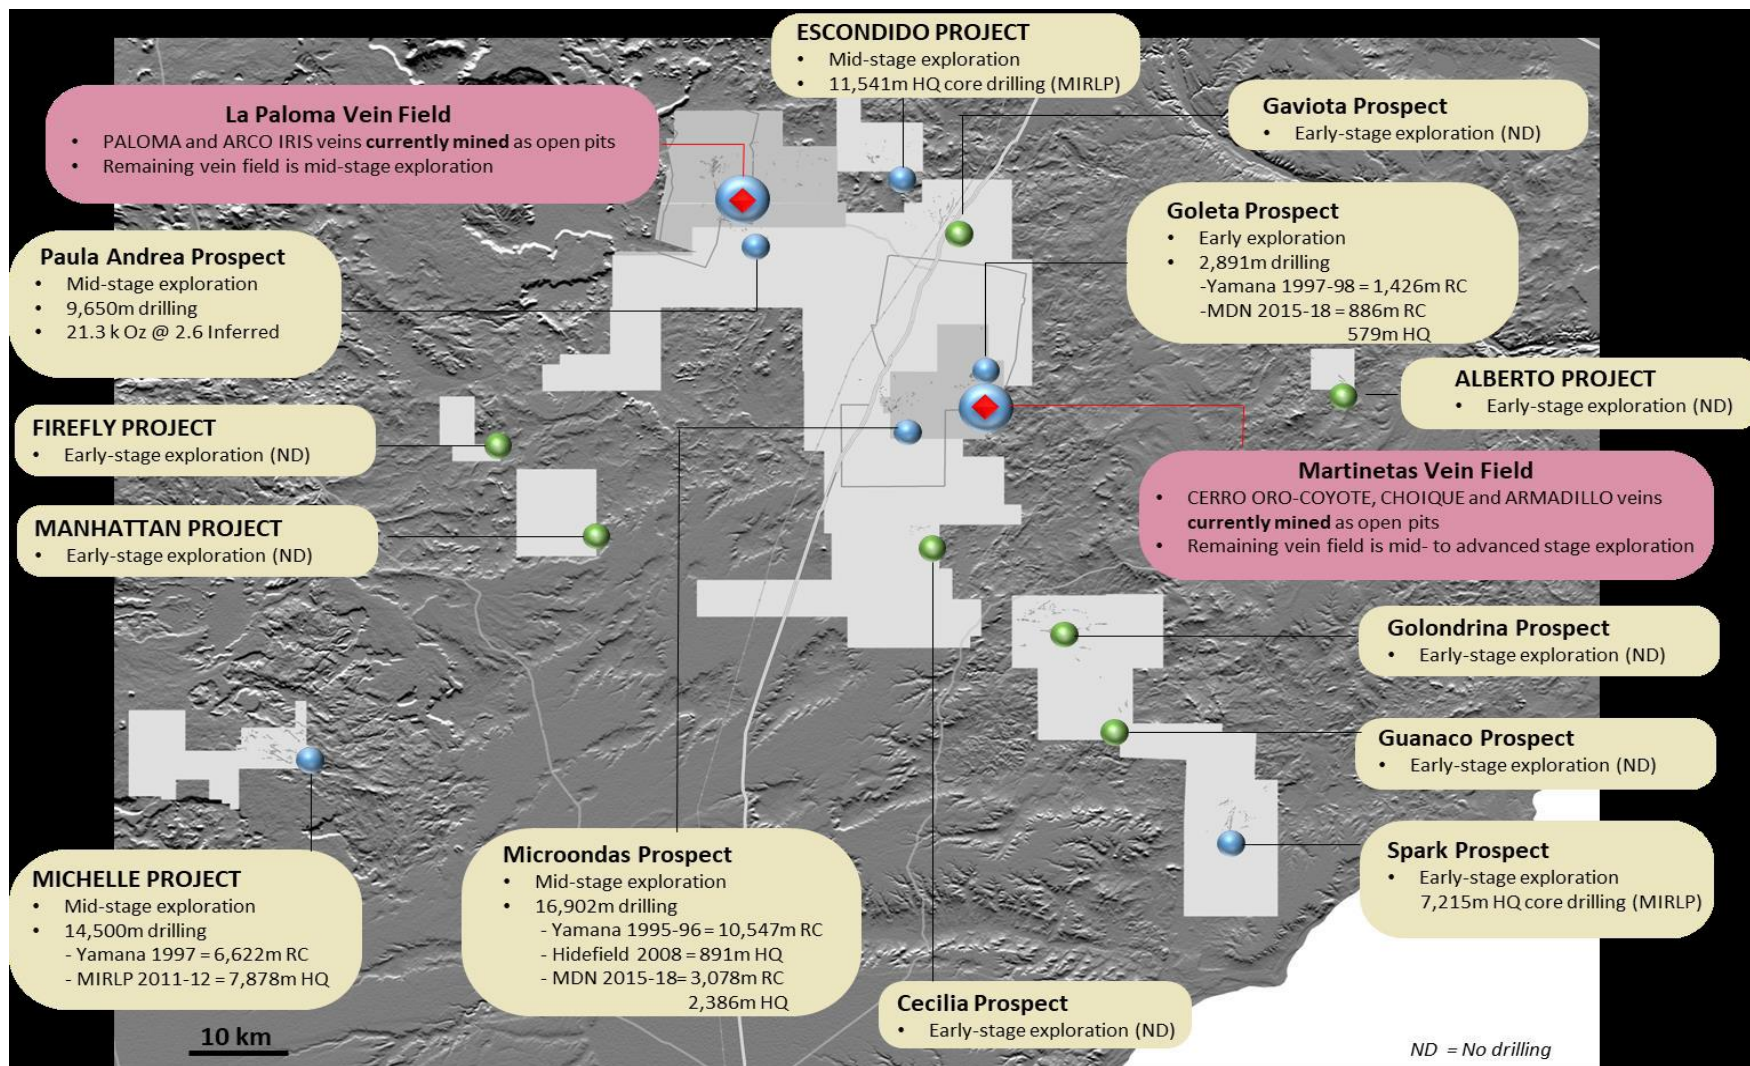 ESCONDIDO PROJECT
• Mid-stage exploration
• 11,541m HQ core drilling (MIRLP)
La Paloma Vein Field
• PALOMA and ARCO IRIS veins currently mined as open pits
• Remaining vein field is mid-stage exploration
Gaviota Prospect
• Early-stage exploration (ND)
Goleta Prospect
• Early exploration
• 2,891m drilling
-Yamana 1997-98 = 1,426m RC
-MDN 2015-18 = 886m RC
579m HQ
Paula Andrea Prospect
• Mid-stage exploration
• 9,650m drilling
• 21.3 k Oz @ 2.6 Inferred
ALBERTO PROJECT
• Early-stage exploration (ND)
FIREFLY PROJECT
• Early-stage exploration (ND)
Martinetas Vein Field
• CERRO ORO-COYOTE, CHOIQUE and ARMADILLO veins
currently mined as open pits
• Remaining vein field is mid- to advanced stage exploration
MANHATTAN PROJECT
• Early-stage exploration (ND)
Golondrina Prospect
• Early-stage exploration (ND)
Guanaco Prospect
• Early-stage exploration (ND)
Spark Prospect
• Early-stage exploration
7,215m HQ core drilling (MIRLP)
MICHELLE PROJECT
• Mid-stage exploration
• 14,500m drilling
- Yamana 1997 = 6,622m RC
- MIRLP 2011-12 = 7,878m HQ
Microondas Prospect
• Mid-stage exploration
• 16,902m drilling
- Yamana 1995-96 = 10,547m RC
- Hidefield 2008 = 891m HQ
- MDN 2015-18= 3,078m RC
2,386m HQ
Cecilia Prospect
• Early-stage exploration (ND)
10 km
ND = No drilling